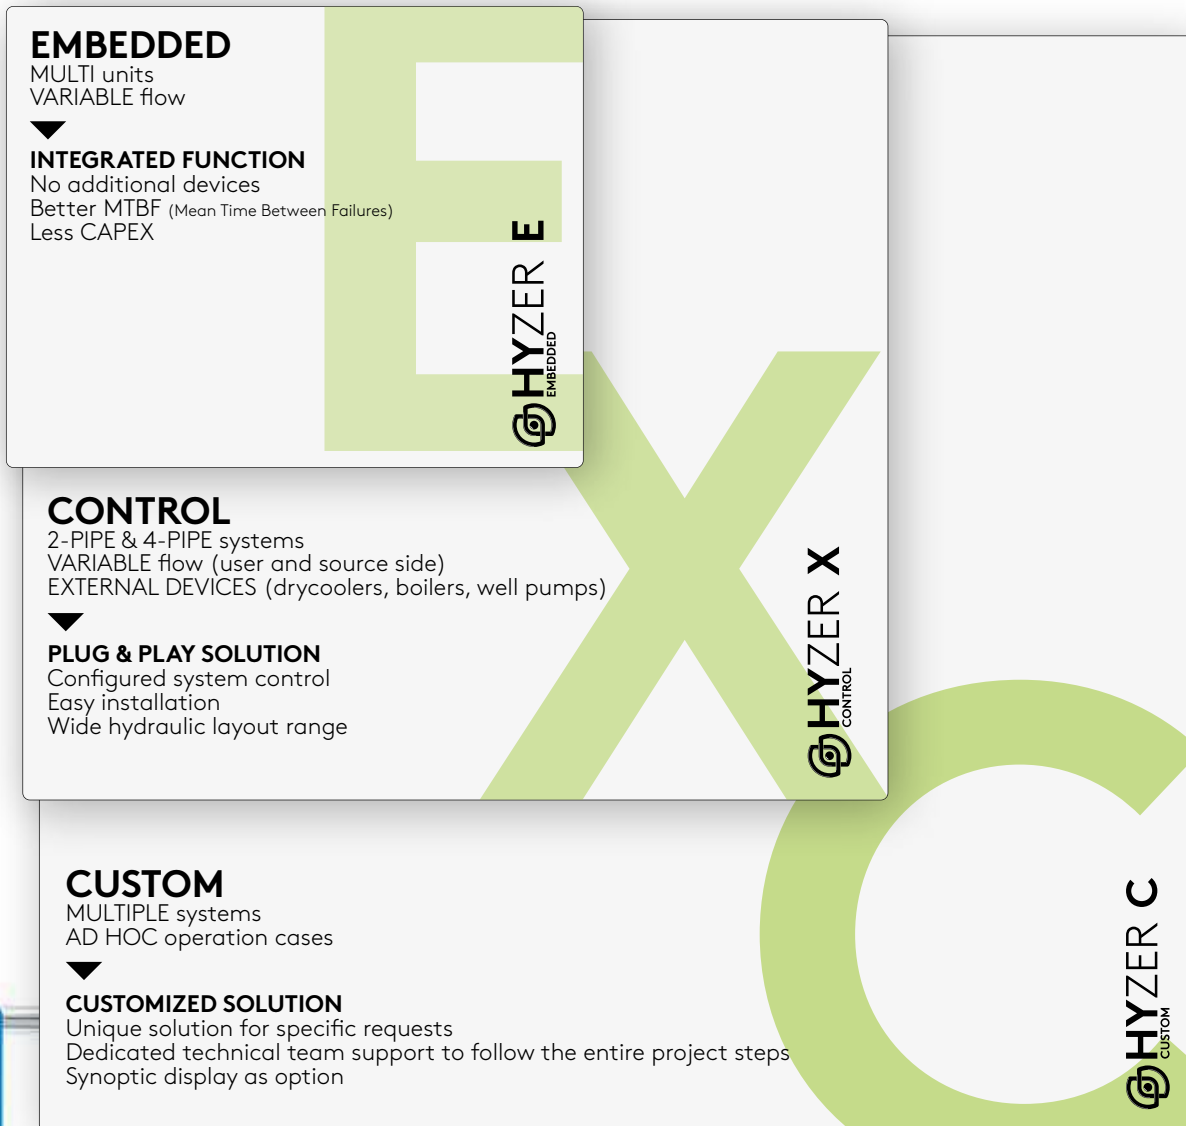 EMBEDDED
MULTI units
VARIABLE flow
INTEGRATED FUNCTION
No additional devices
Better MTBF (Mean Time Between Failures)
Less CAPEX
E
HYZER E
EMBEDDED
CONTROL
2-PIPE & 4-PIPE systems
VARIABLE flow (user and source side)
EXTERNAL DEVICES (drycoolers, boilers, well pumps)
PLUG & PLAY SOLUTION
Configured system control
Easy installation
Wide hydraulic layout range
X
HYZER X
CONTROL
CUSTOM
MULTIPLE systems
AD HOC operation cases
CUSTOMIZED SOLUTION
Unique solution for specific requests
Dedicated technical team support to follow the entire project steps
Synoptic display as option
C
HYZER C
CUSTOM